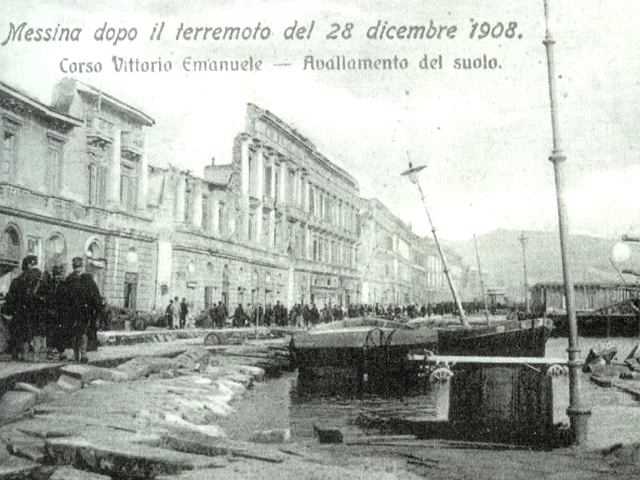 Messina dopo il terremoto del 28 dicembre 1908.
Corso Vittorio Emanuele — Avallamento del suolo.